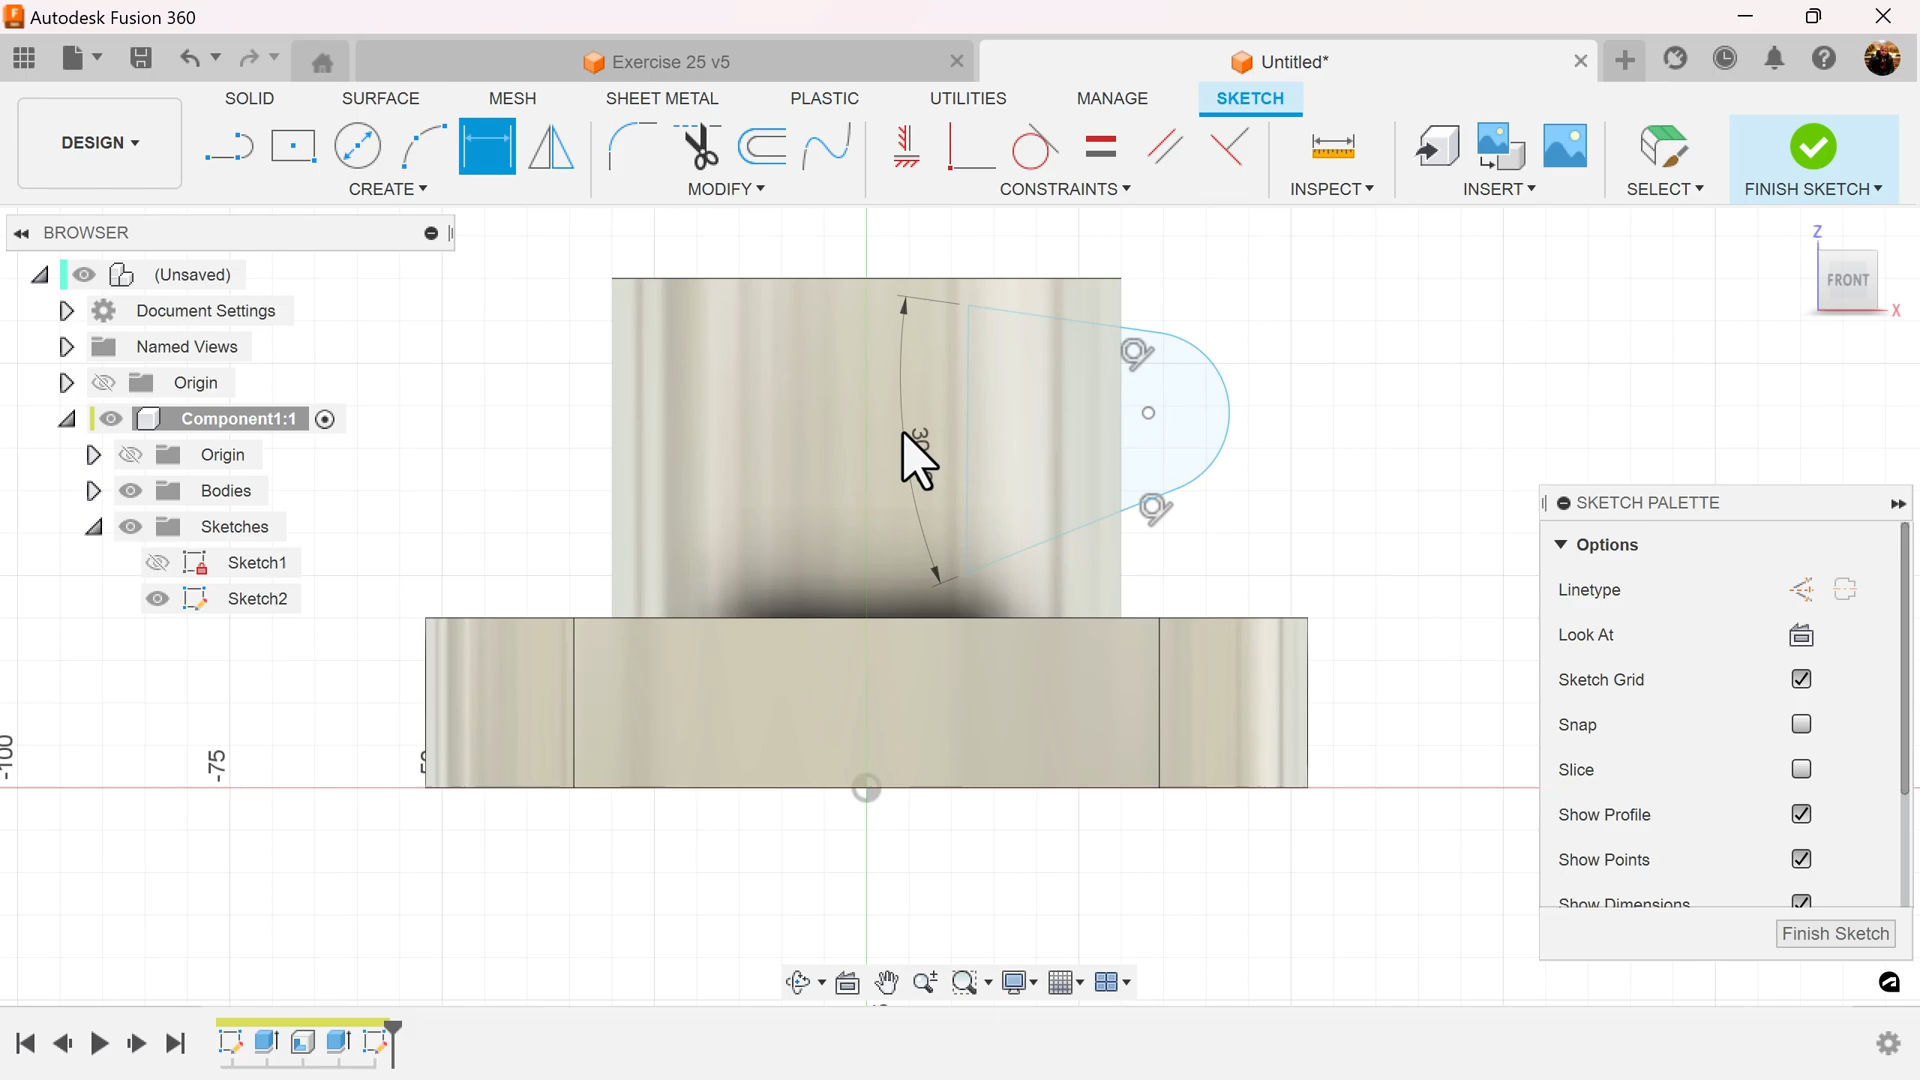 Autodesk Fusion 360
Exercise 25 v5
Untitled*
SOLID
SURFACE
MESH
SHEET METAL
PLASTIC
UTILITIES
MANAGE
SKETCH
DESIGN
CREATE
MODIFY
CONSTRAINTS
INSPECT
INSERT
SELECT
FINISH SKETCH
BROWSER
(Unsaved)
Document Settings
Named Views
Origin
Component1:1
Origin
Bodies
Sketches
Sketch1
Sketch2
Z
FRONT
X
-100
-75
SKETCH PALETTE
Options
Linetype
Look At
Sketch Grid
Snap
Slice
Show Profile
Show Points
Show Dimensions
Finish Sketch